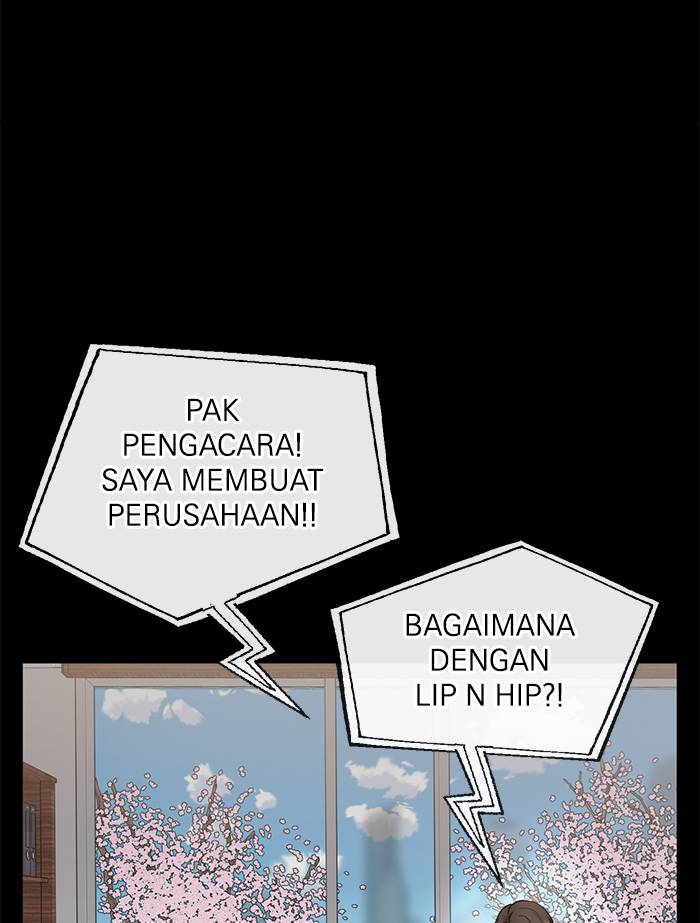 PAK
PENGACARA!
SAYA MEMBUAT
PERUSAHAAN!!
BAGAIMANA
DENGAN
LIP N HIP?!